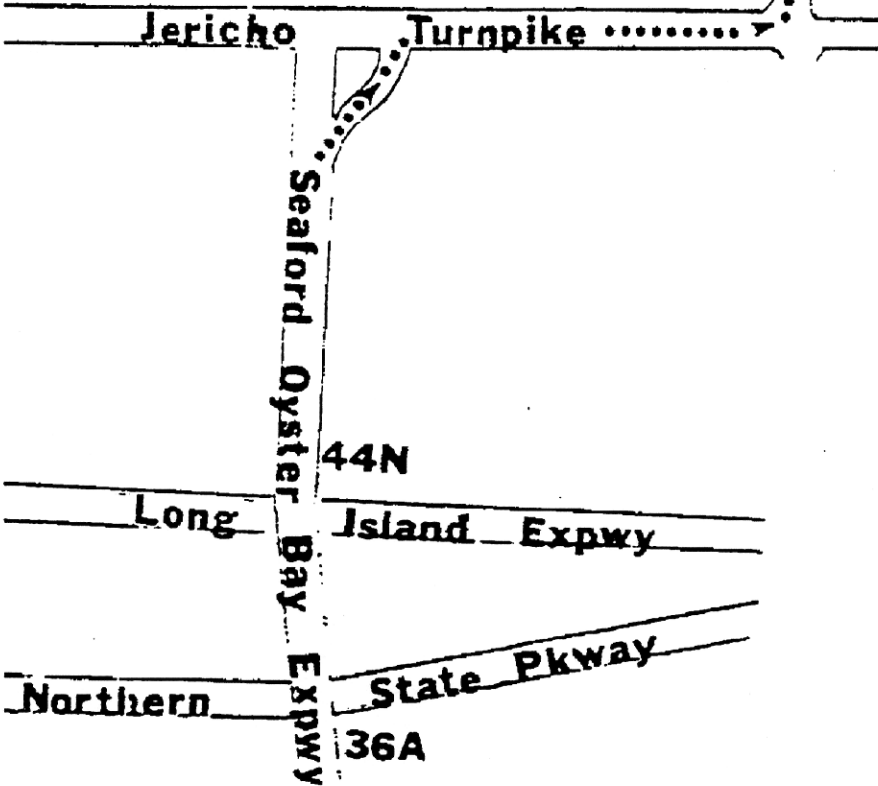 Jericho Turnpike
Seaford Oyster Bay Expwy
44N
Long Island Expwy
Northern State Pkway
36A